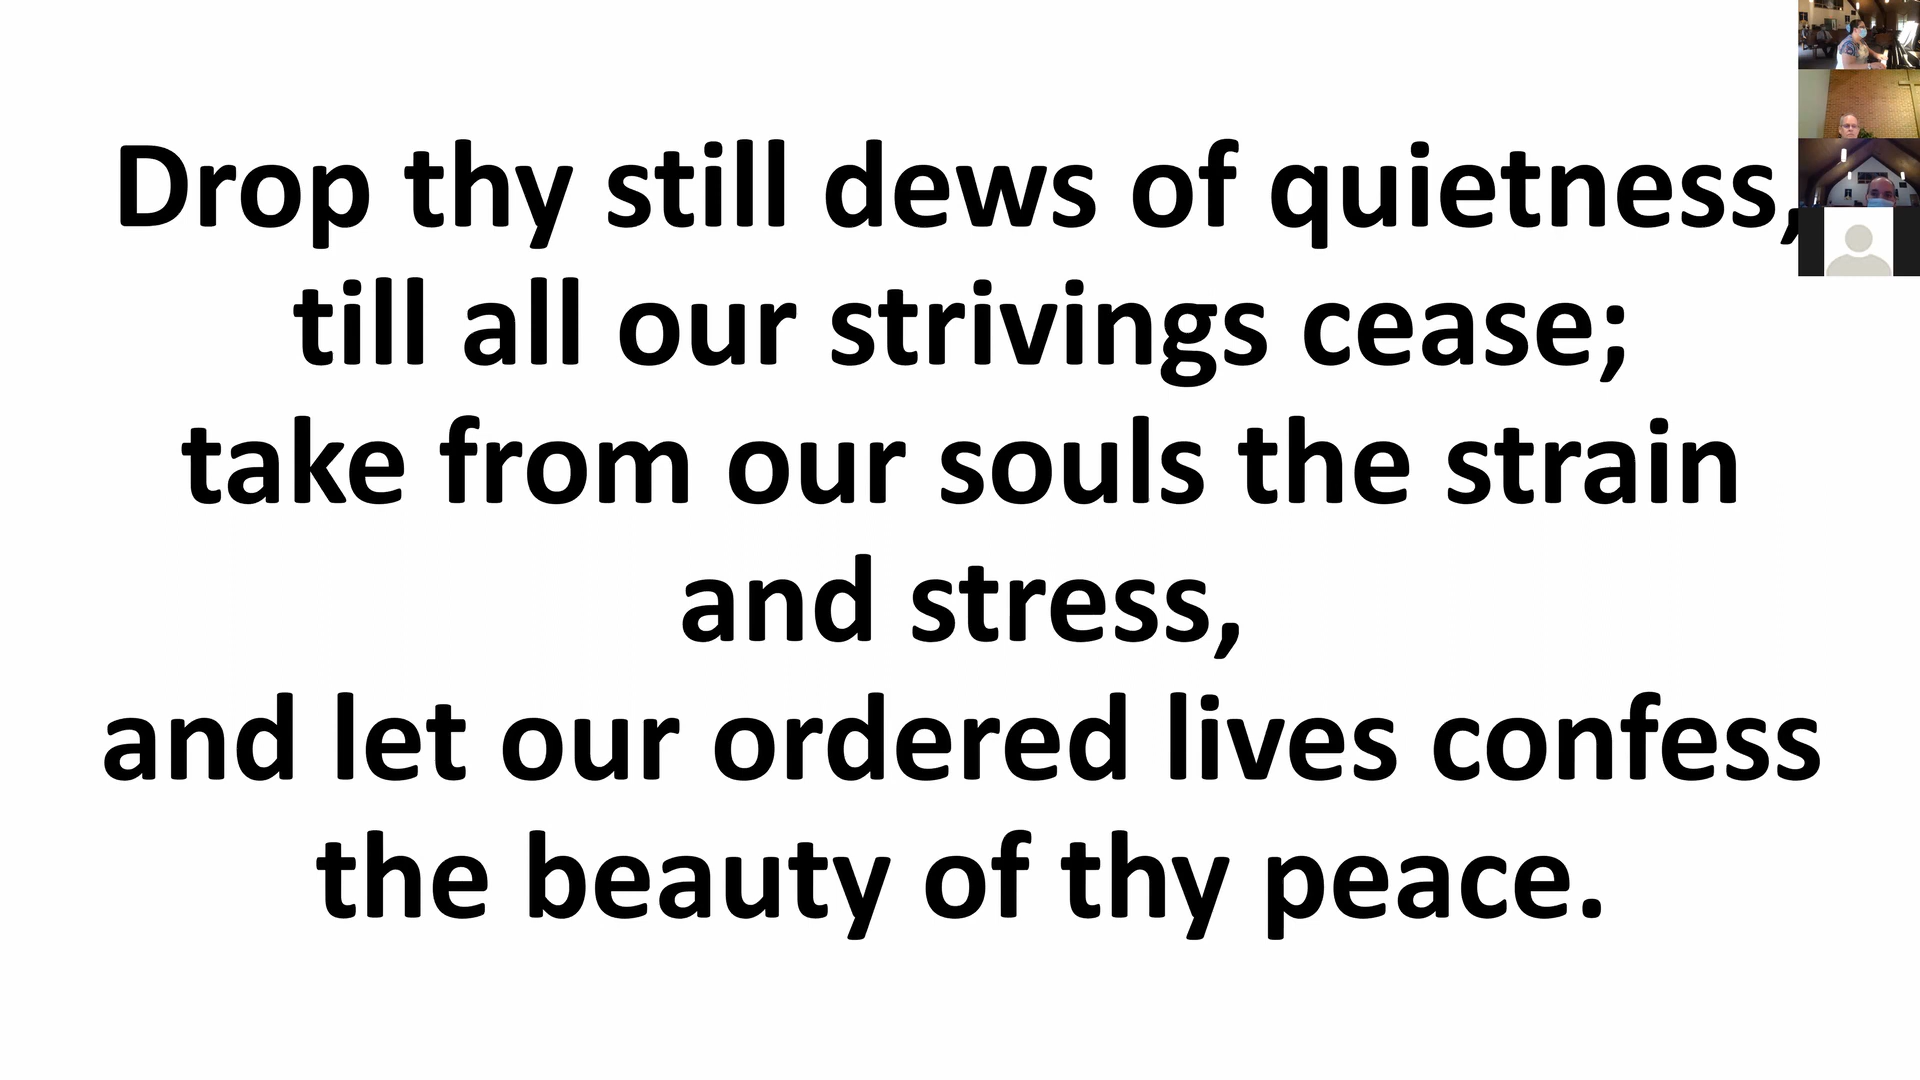 Drop thy still dews of quietness,
till all our strivings cease;
take from our souls the strain
and stress,
and let our ordered lives confess
the beauty of thy peace.